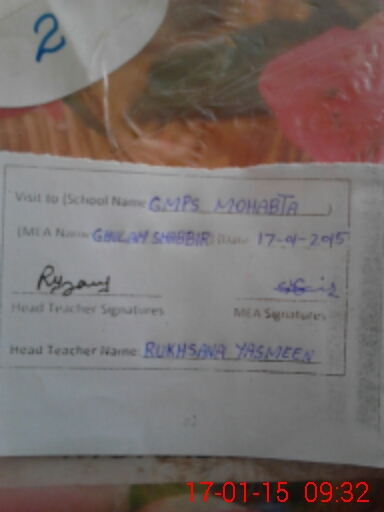 2
Visit to (School Name G.MPS MOHABTA )
(MEA Name GHULAM SHABBIR) (Date 17-01-2015
Head Teacher Signatures MEA Signatures
Head Teacher Name: RUKHSANA YASMEEN
17-01-15 09:32